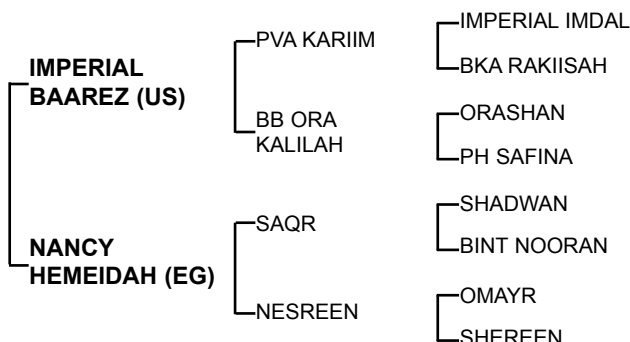 IMPERIAL
BAAREZ (US)
NANCY
HEMEIDAH (EG)
PVA KARIIM
BB ORA
KALILAH
SAQR
NESREEN
IMPERIAL IMDAL
BKA RAKIISAH
ORASHAN
PH SAFINA
SHADWAN
BINT NOORAN
OMAYR
SHEREEN